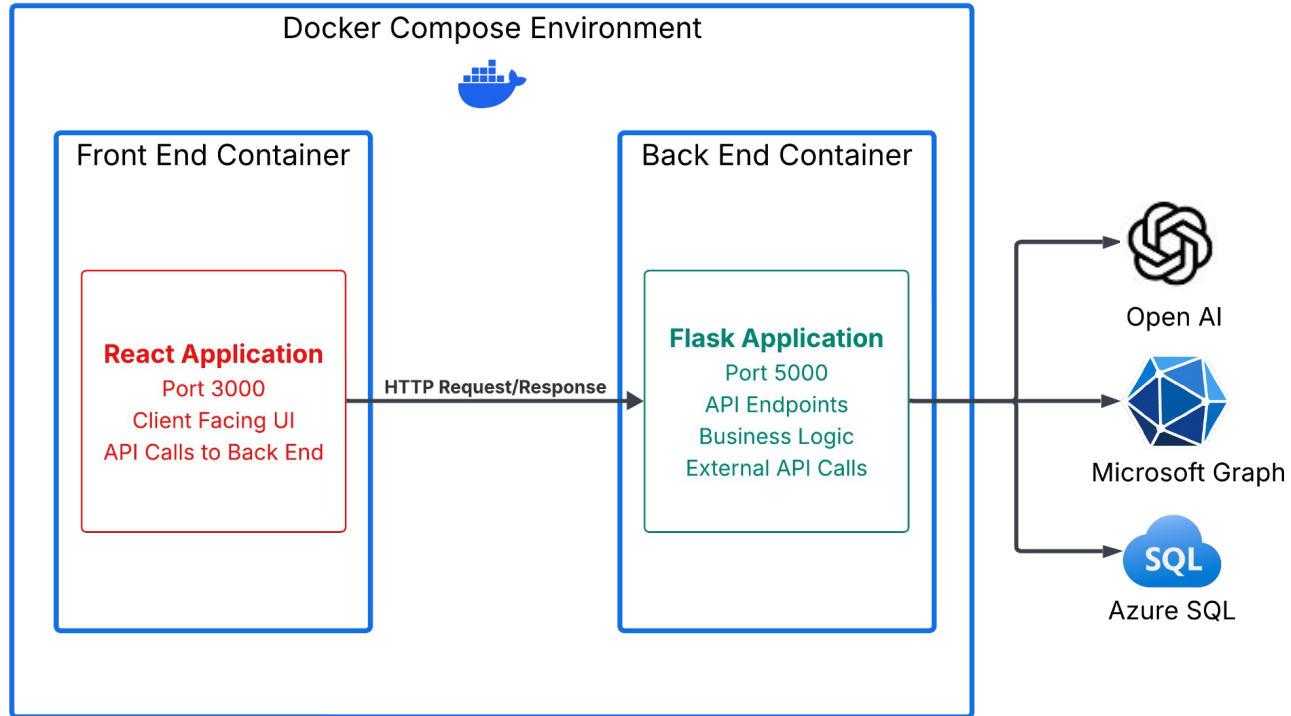 Docker Compose Environment
Front End Container
Back End Container
React Application
Port 3000
Client Facing UI
API Calls to Back End
HTTP Request/Response
Flask Application
Port 5000
API Endpoints
Business Logic
External API Calls
Open AI
Microsoft Graph
SQL
Azure SQL